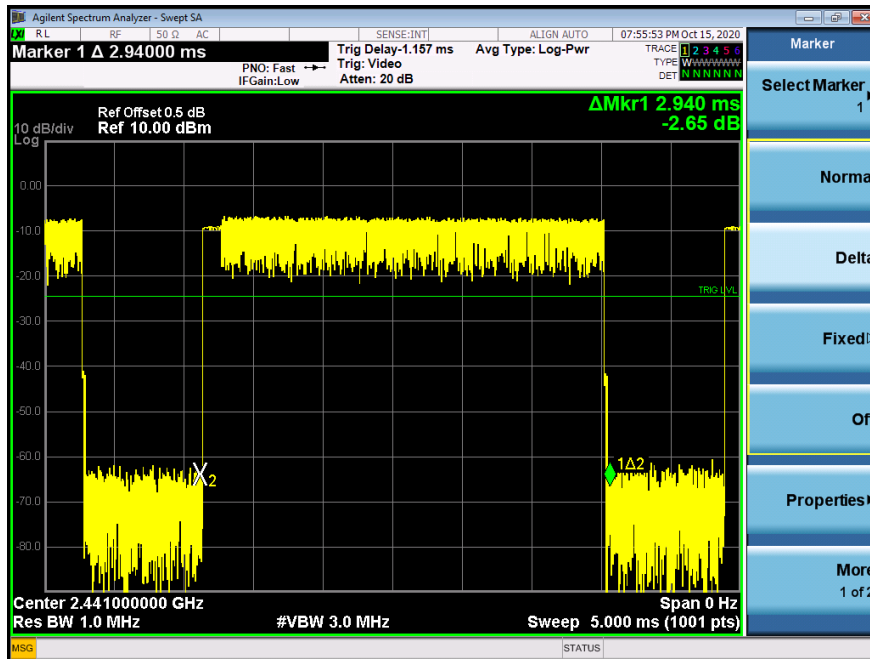 Agilent Spectrum Analyzer - Swept SA
LXI RL RF 50 Ω AC SENSE:INT ALIGN AUTO 07:55:53 PM Oct 15, 2020
Marker 1 Δ 2.94000 ms
PNO: Fast
IFGain:Low
Trig Delay-1.157 ms
Trig: Video
Atten: 20 dB
Avg Type: Log-Pwr
TRACE 1 2 3 4 5 6
TYPE WWWWWWW
DET N N N N N N
ΔMkr1 2.940 ms
-2.65 dB
Ref Offset 0.5 dB
10 dB/div Ref 10.00 dBm
Log
0.00
-10.0
-20.0
TRIG LVL
-30.0
-40.0
-50.0
-60.0
2
1Δ2
-70.0
-80.0
Center 2.441000000 GHz Span 0 Hz
Res BW 1.0 MHz #VBW 3.0 MHz Sweep 5.000 ms (1001 pts)
MSG STATUS
Marker
Select Marker
1
Norma
Delta
Fixed
Of
Properties
More
1 of 2